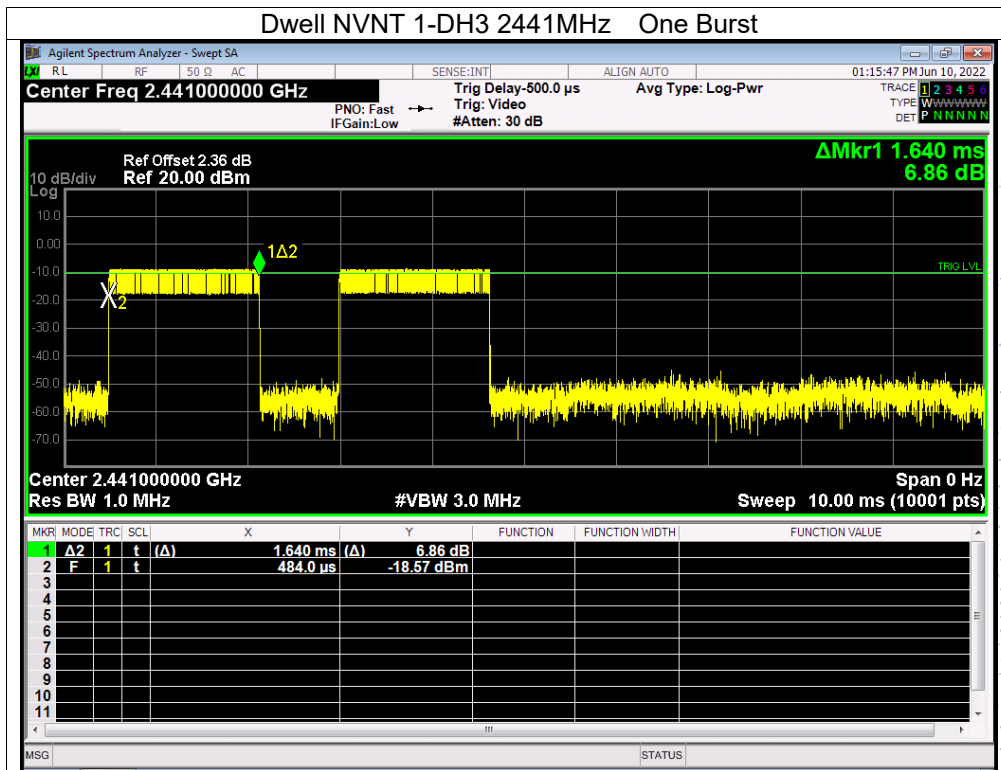 Dwell NVNT 1-DH3 2441MHz One Burst
Agilent Spectrum Analyzer - Swept SA
LXI RL RF 50 Ω AC SENSE:INT ALIGN AUTO 01:15:47 PM Jun 10, 2022
Center Freq 2.441000000 GHz Trig Delay-500.0 µs Avg Type: Log-Pwr TRACE 1 2 3 4 5 6
PNO: Fast Trig: Video TYPE WWWWWW
IFGain:Low #Atten: 30 dB DET P N N N N N
ΔMkr1 1.640 ms
6.86 dB
Ref Offset 2.36 dB
10 dB/div Ref 20.00 dBm
Log
10.0
0.00
1Δ2
-10.0 TRIG LVL
-20.0 X2
-30.0
-40.0
-50.0
-60.0
-70.0
Center 2.441000000 GHz Span 0 Hz
Res BW 1.0 MHz #VBW 3.0 MHz Sweep 10.00 ms (10001 pts)
MKR MODE TRC SCL X Y FUNCTION FUNCTION WIDTH FUNCTION VALUE
1 Δ2 1 t (Δ) 1.640 ms (Δ) 6.86 dB
2 F 1 t 484.0 µs -18.57 dBm
3
4
5
6
7
8
9
10
11
MSG STATUS